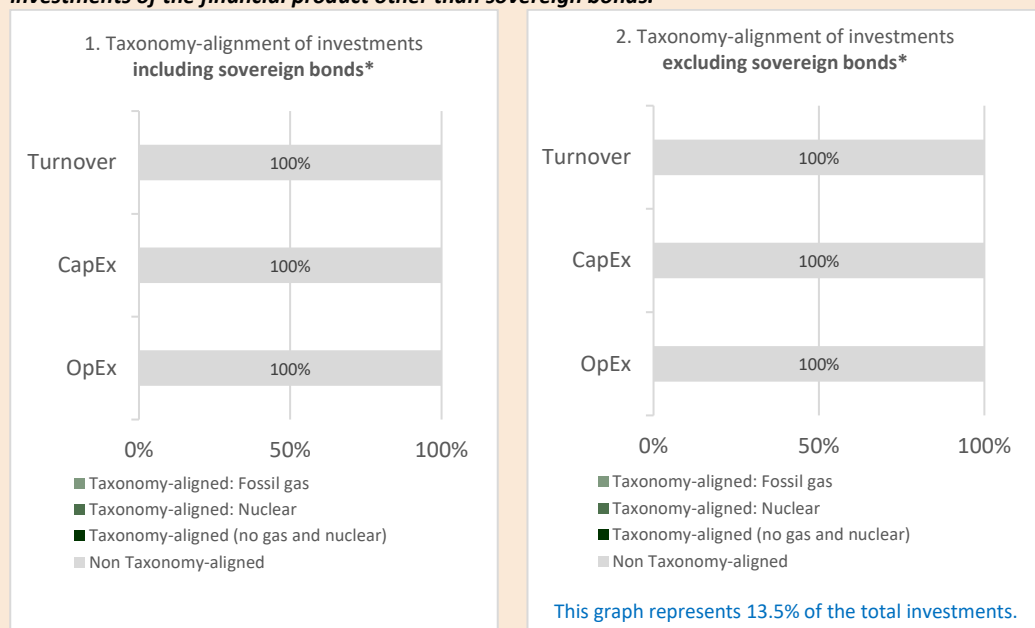 investments of the financial product other than sovereign bonds.
1. Taxonomy-alignment of investments
including sovereign bonds*
Turnover
100%
CapEx
100%
OpEx
100%
0%
50%
100%
Taxonomy-aligned: Fossil gas
Taxonomy-aligned: Nuclear
Taxonomy-aligned (no gas and nuclear)
Non Taxonomy-aligned
2. Taxonomy-alignment of investments
excluding sovereign bonds*
Turnover
100%
CapEx
100%
OpEx
100%
0%
50%
100%
Taxonomy-aligned: Fossil gas
Taxonomy-aligned: Nuclear
Taxonomy-aligned (no gas and nuclear)
Non Taxonomy-aligned
This graph represents 13.5% of the total investments.